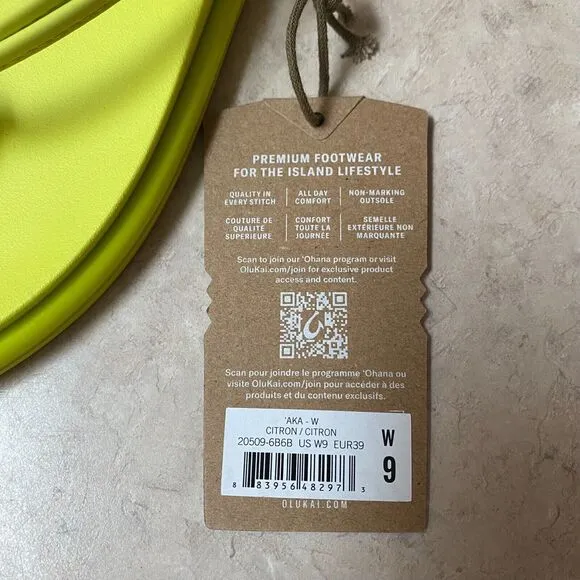 PREMIUM FOOTWEAR
FOR THE ISLAND LIFESTYLE
QUALITY IN
EVERY STITCH
ALL DAY
COMFORT
NON-MARKING
OUTSOLE
COUTURE DE
QUALITÉ
SUPÉRIEURE
CONFORT
TOUTE LA
JOURNÉE
SEMELLE
EXTÉRIEURE NON
MARQUANTE
Scan to join our 'Ohana program or visit
OluKai.com/join for exclusive product
access and content.
Scan pour joindre le programme 'Ohana ou
visite OluKai.com/join pour accéder à des
produits et du contenu exclusifs.
'AKA - W
CITRON / CITRON
20509-6B6B US W9 EUR39
W
9
8 83956 48297 3
OLUKAI.COM